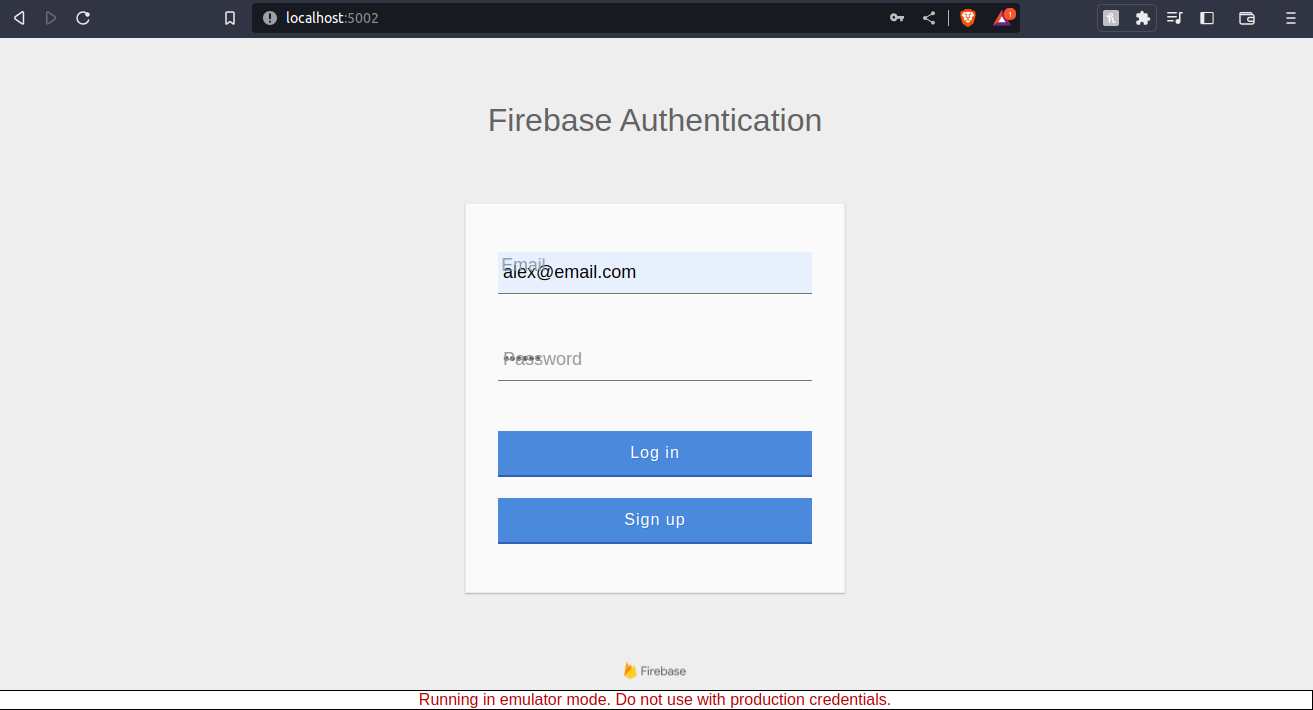 localhost:5002
1
Firebase Authentication
Email
alex@email.com
Password
Log in
Sign up
Firebase
Running in emulator mode. Do not use with production credentials.